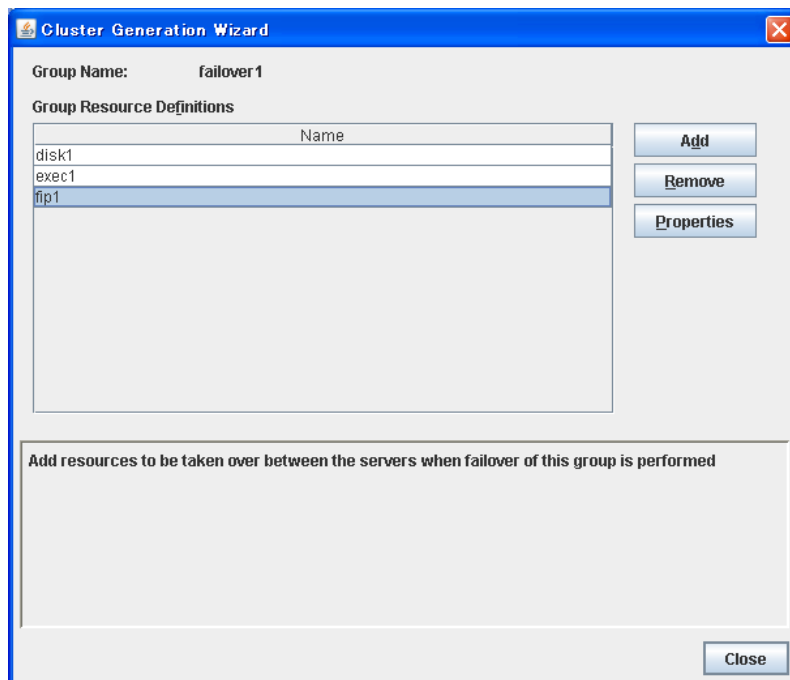 Cluster Generation Wizard
Group Name: failover1
Group Resource Definitions
Name
disk1
exec1
fip1
Add
Remove
Properties
Add resources to be taken over between the servers when failover of this group is performed
Close